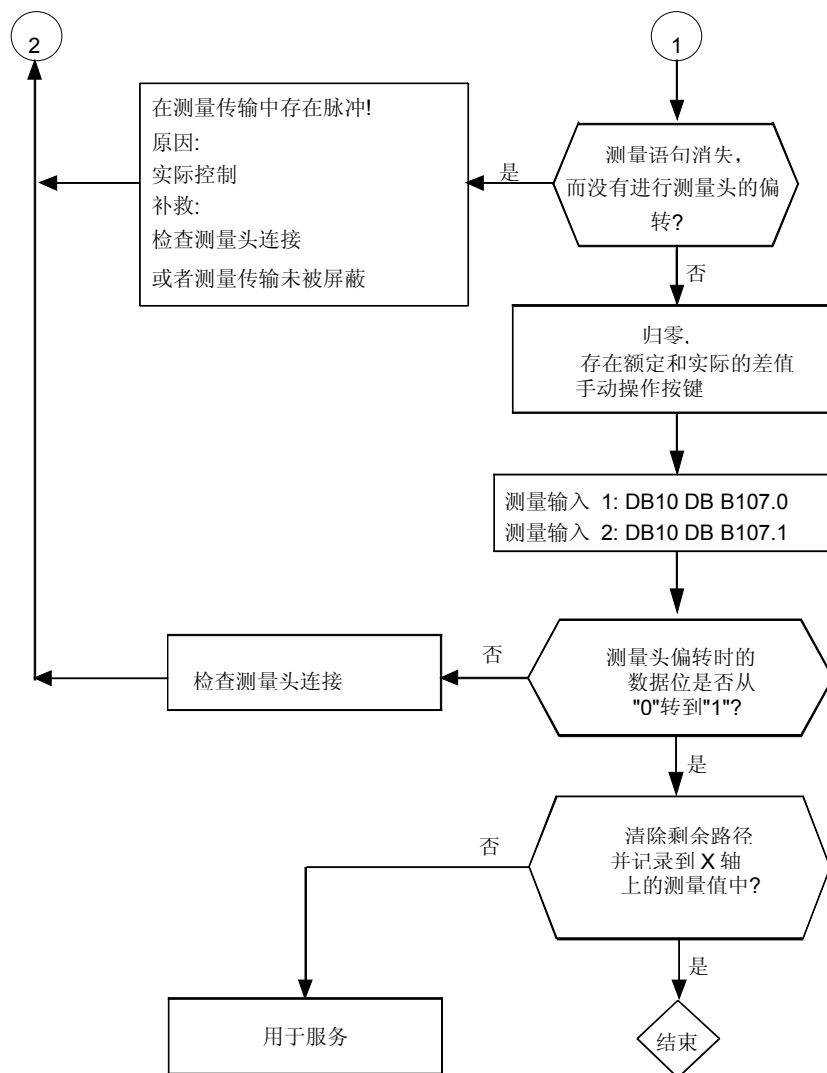 2
1
在测量传输中存在脉冲!
原因:
实际控制
补救:
检查测量头连接
或者测量传输未被屏蔽
是
测量语句消失，
而没有进行测量头的偏
转?
否
归零，
存在额定和实际的差值
手动操作按键
测量输入 1: DB10 DB B107.0
测量输入 2: DB10 DB B107.1
检查测量头连接
否
测量头偏转时的
数据位是否从
"0"转到"1"?
是
否
清除剩余路径
并记录到 X 轴
上的测量值中?
是
用于服务
结束